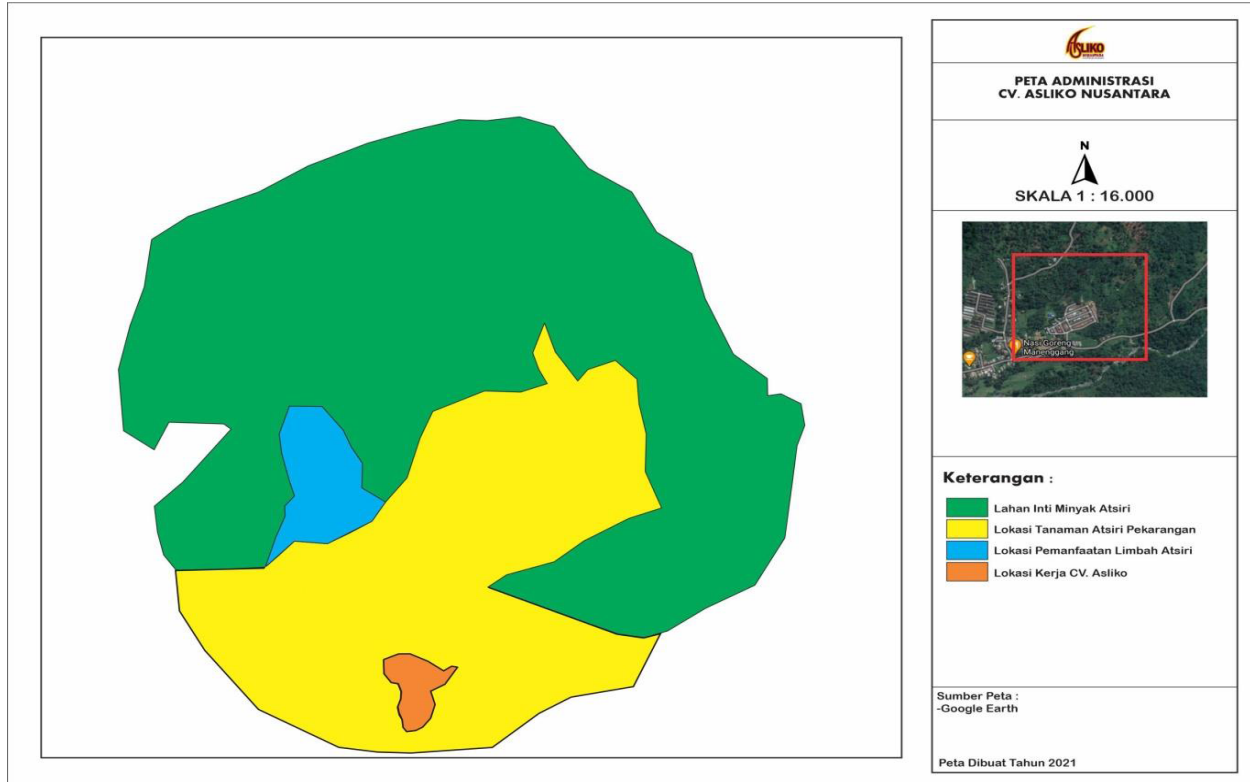 ASLIKO
PETA ADMINISTRASI
CV. ASLIKO NUSANTARA
N
SKALA 1 : 16.000
Nasi Goreng
Manenggang
Keterangan :
Lahan Inti Minyak Atsiri
Lokasi Tanaman Atsiri Pekarangan
Lokasi Pemanfaatan Limbah Atsiri
Lokasi Kerja CV. Asliko
Sumber Peta :
-Google Earth
Peta Dibuat Tahun 2021